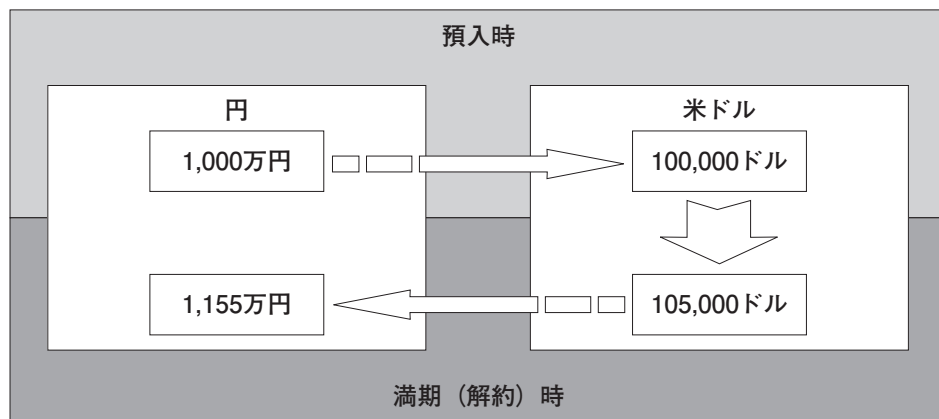 預入時
円
米ドル
1,000万円
100,000ドル
1,155万円
105,000ドル
満期（解約）時